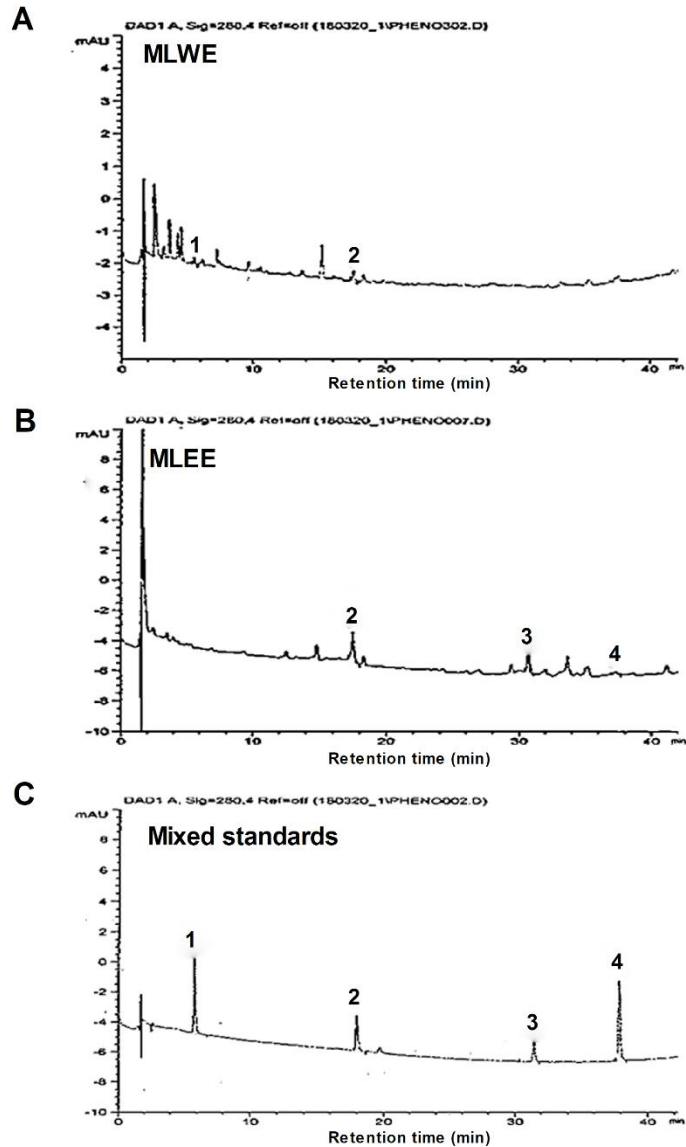 A
DAD1 A, Sig=280,4 Ref=off (180320_1\PHENO302.D)
mAU
MLWE
4
2
1
0
-1
-2
-3
-4
1
2
0
10
20
30
40
min
Retention time (min)
B
DAD1 A, Sig=280,4 Ref=off (180320_1\PHENO007.D)
mAU
MLEE
8
6
4
2
0
-2
-4
-6
-8
-10
2
3
4
0
10
20
30
40
min
Retention time (min)
C
DAD1 A, Sig=280,4 Ref=off (180320_1\PHENO002.D)
mAU
Mixed standards
8
6
4
2
0
-2
-4
-6
-8
-10
1
2
3
4
0
10
20
30
40
min
Retention time (min)